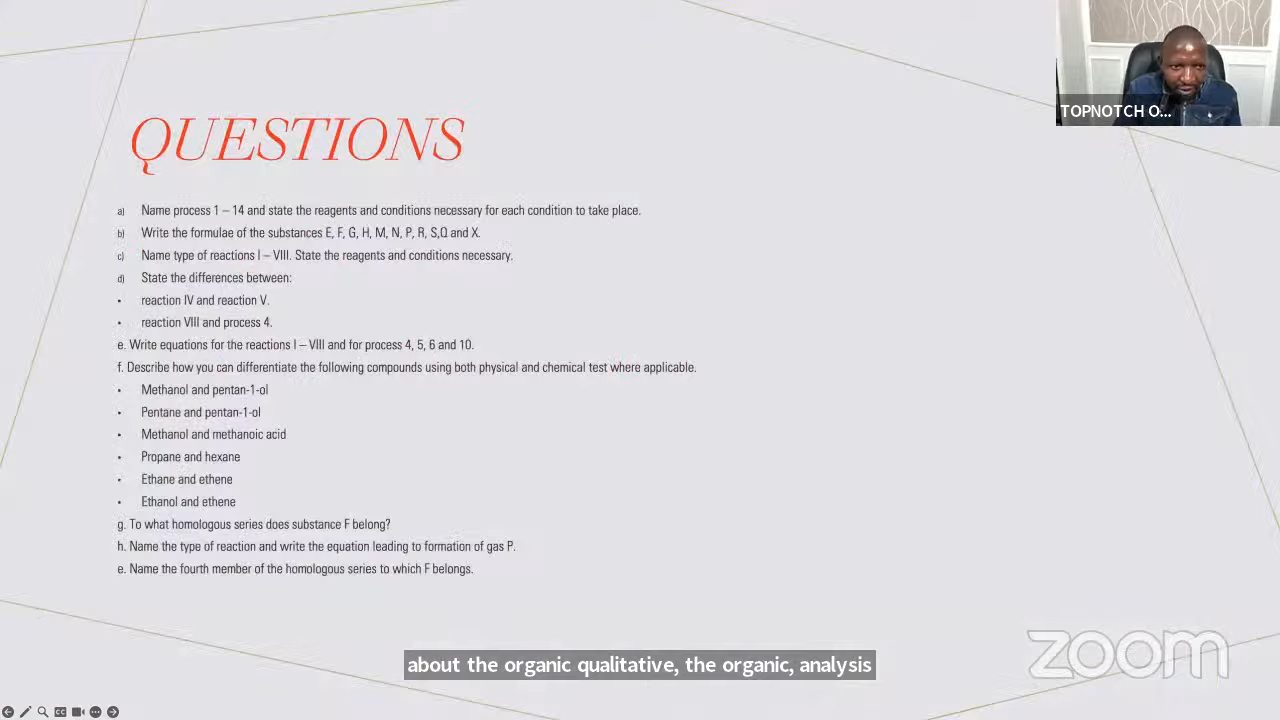 TOPNOTCH O...
QUESTIONS
a) Name process 1 – 14 and state the reagents and conditions necessary for each condition to take place.
b) Write the formulae of the substances E, F, G, H, M, N, P, R, S,Q and X.
c) Name type of reactions I – VIII. State the reagents and conditions necessary.
d) State the differences between:
• reaction IV and reaction V.
• reaction VIII and process 4.
e. Write equations for the reactions I – VIII and for process 4, 5, 6 and 10.
f. Describe how you can differentiate the following compounds using both physical and chemical test where applicable.
• Methanol and pentan-1-ol
• Pentane and pentan-1-ol
• Methanol and methanoic acid
• Propane and hexane
• Ethane and ethene
• Ethanol and ethene
g. To what homologous series does substance F belong?
h. Name the type of reaction and write the equation leading to formation of gas P.
e. Name the fourth member of the homologous series to which F belongs.
about the organic qualitative, the organic, analysis
zoom